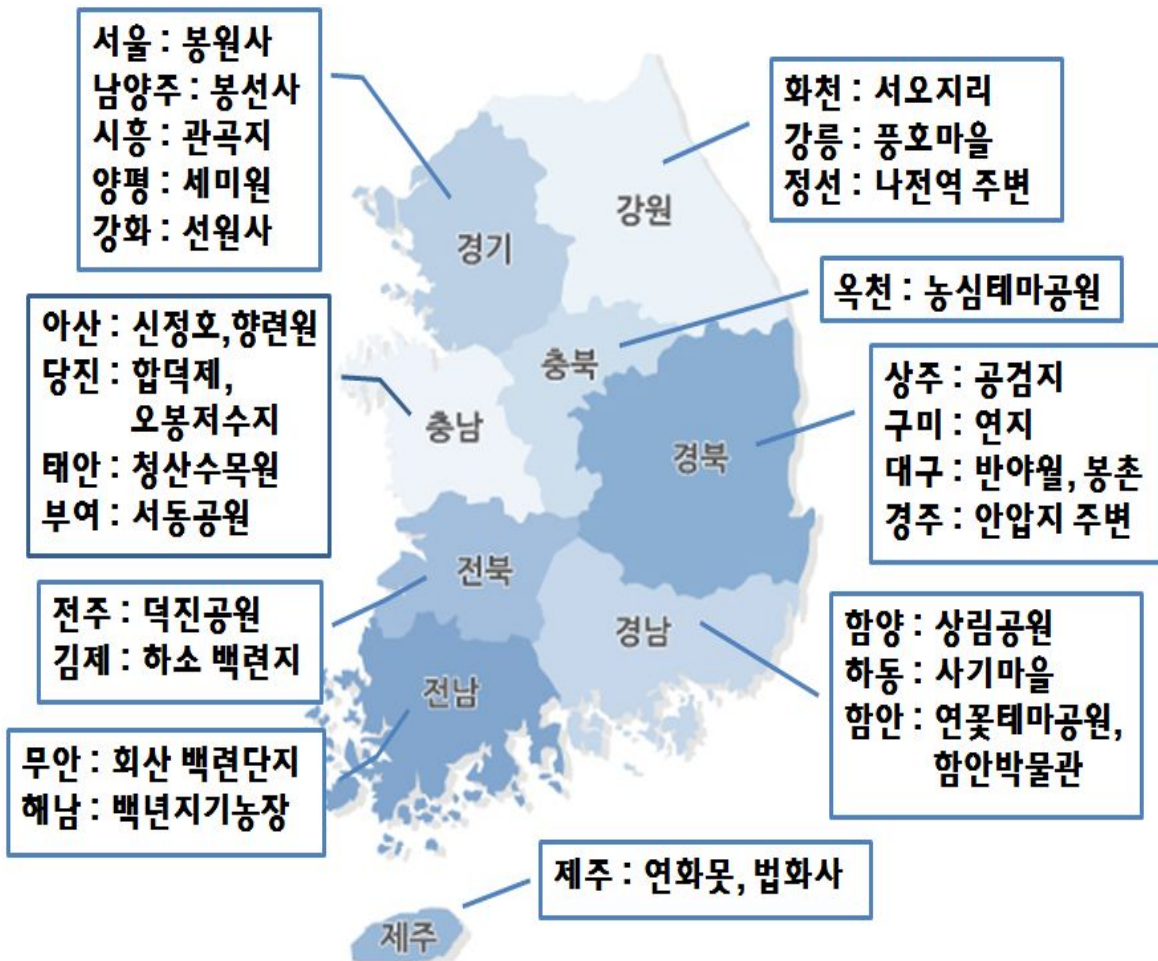 서울 : 봉원사
남양주 : 봉선사
시흥 : 관곡지
양평 : 세미원
강화 : 선원사
화천 : 서오지리
강릉 : 풍호마을
정선 : 나전역 주변
강원
경기
옥천 : 농심테마공원
아산 : 신정호,향련원
당진 : 합덕제,
오봉저수지
태안 : 청산수목원
부여 : 서동공원
충북
충남
상주 : 공검지
구미 : 연지
대구 : 반야월, 봉촌
경주 : 안압지 주변
경북
전북
전주 : 덕진공원
김제 : 하소 백련지
경남
함양 : 상림공원
하동 : 사기마을
함안 : 연꽃테마공원,
함안박물관
전남
무안 : 회산 백련단지
해남 : 백년지기농장
제주 : 연화못, 법화사
제주